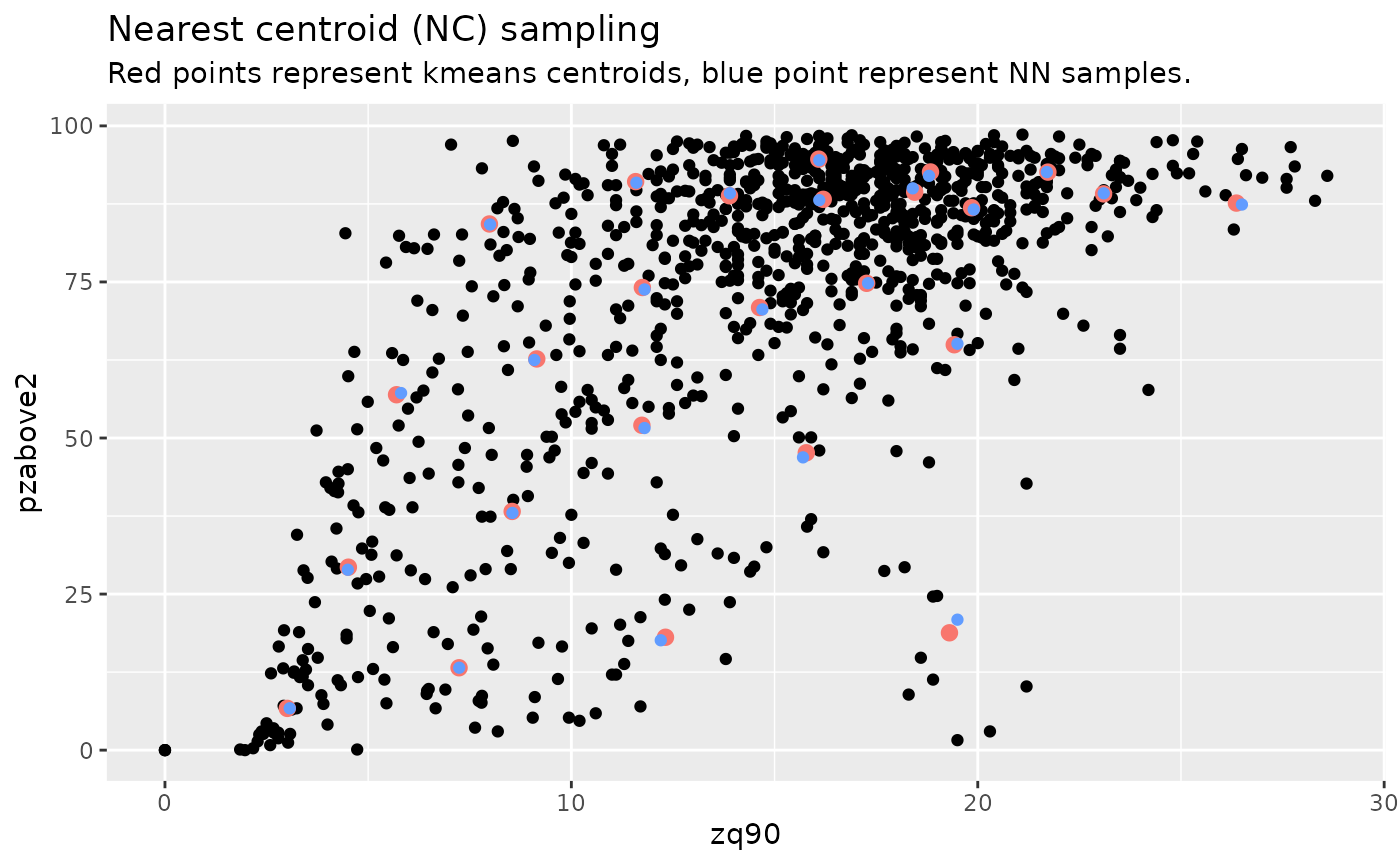 Nearest centroid (NC) sampling
Red points represent kmeans centroids, blue point represent NN samples.
100
75
50
25
0
pzabove2
0 10 20 30
zq90